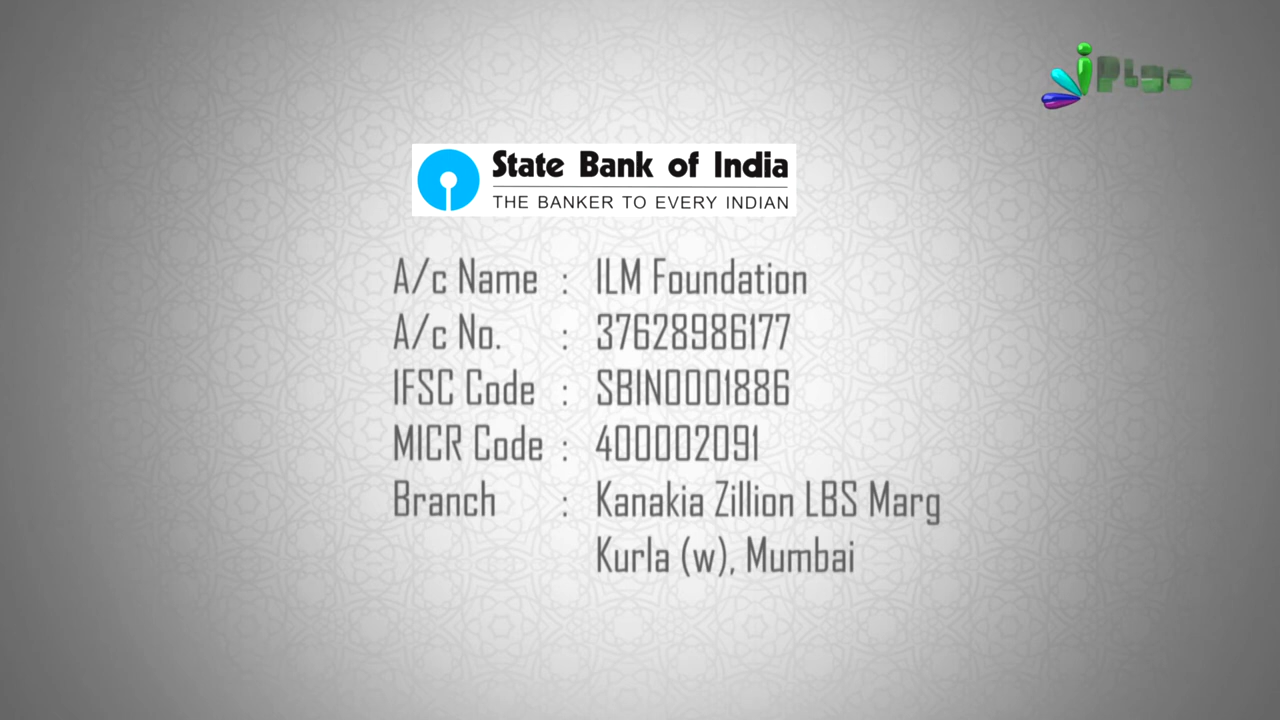 iPlus
State Bank of India
THE BANKER TO EVERY INDIAN
A/c Name : ILM Foundation
A/c No. : 37628986177
IFSC Code : SBIN0001886
MICR Code : 400002091
Branch : Kanakia Zillion LBS Marg
Kurla (w), Mumbai